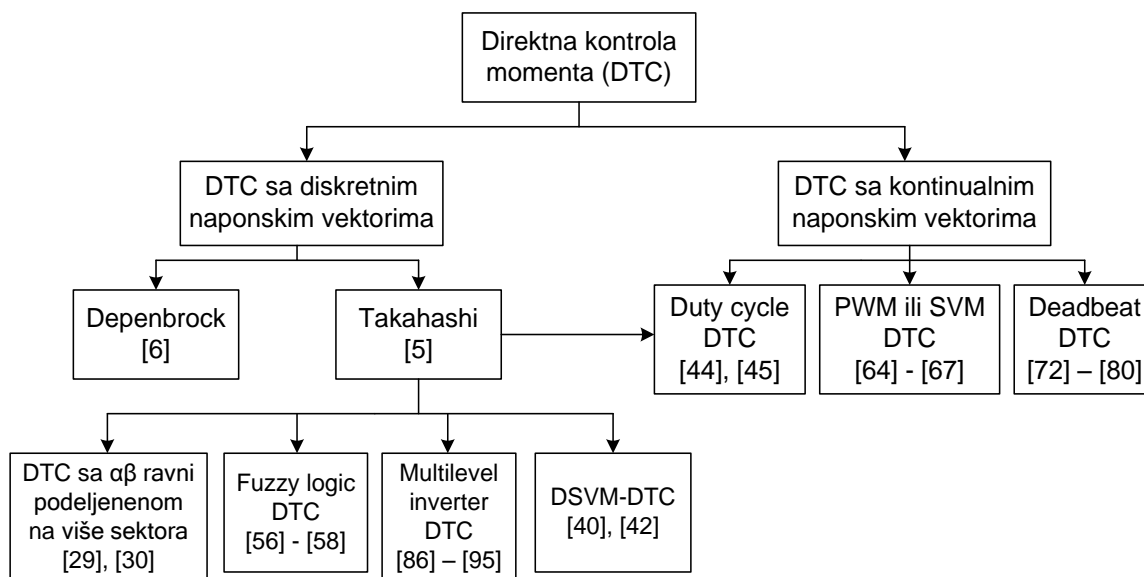 Direktna kontrola
momenta (DTC)
DTC sa diskretnim
naponskim vektorima
DTC sa kontinualnim
naponskim vektorima
Depenbrock
[6]
Takahashi
[5]
Duty cycle
DTC
[44], [45]
PWM ili SVM
DTC
[64] - [67]
Deadbeat
DTC
[72] – [80]
DTC sa αβ ravni
podeljenenom
na više sektora
[29], [30]
Fuzzy logic
DTC
[56] - [58]
Multilevel
inverter
DTC
[86] – [95]
DSVM-DTC
[40], [42]